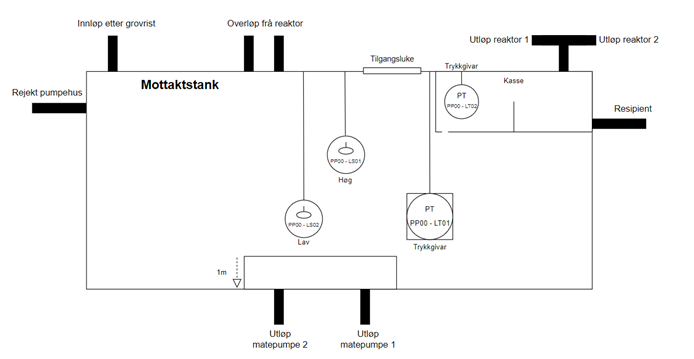 Innløp etter grovrist
Overløp frå reaktor
Utløp reaktor 1
Utløp reaktor 2
Tilgangsluke
Trykkgivar
Kasse
Mottaktstank
Rejekt pumpehus
PT
PP00 - LT02
Resipient
PP00 - LS01
Høg
PT
PP00 - LT01
PP00 - LS02
Lav
Trykkgivar
1m
Utløp
matepumpe 2
Utløp
matepumpe 1